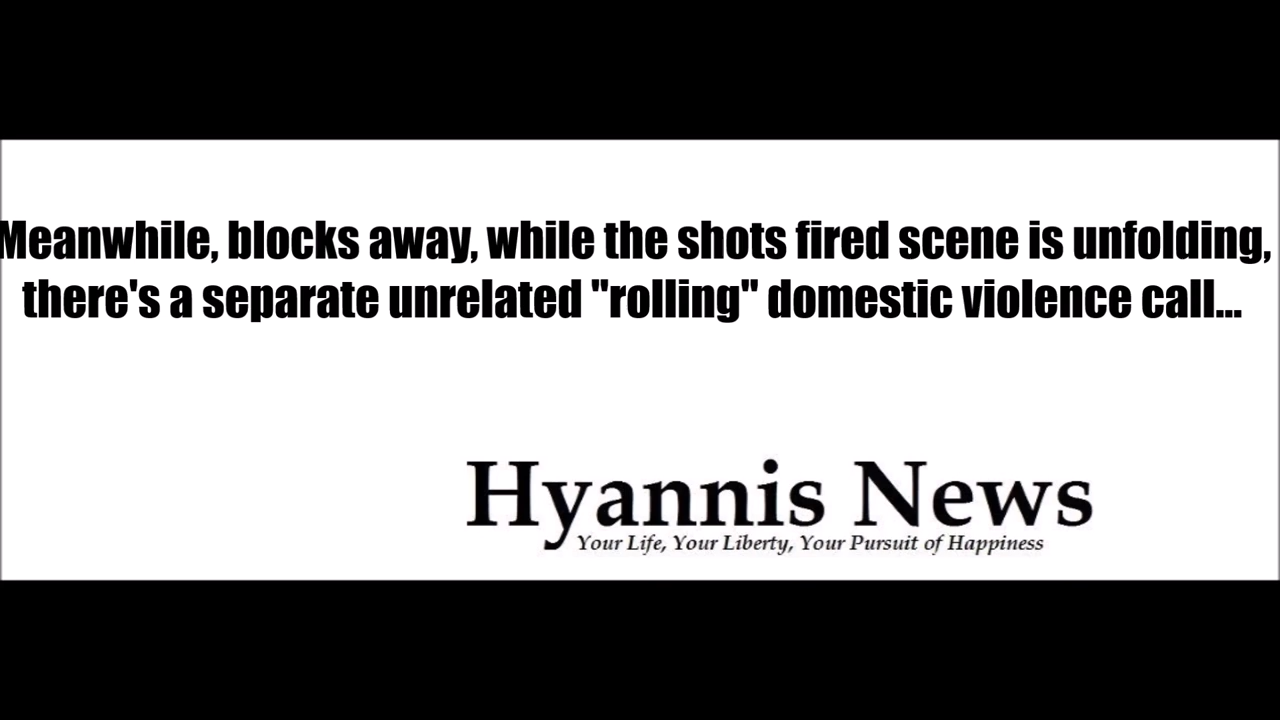 Meanwhile, blocks away, while the shots fired scene is unfolding,
there's a separate unrelated "rolling" domestic violence call...
Hyannis News
Your Life, Your Liberty, Your Pursuit of Happiness